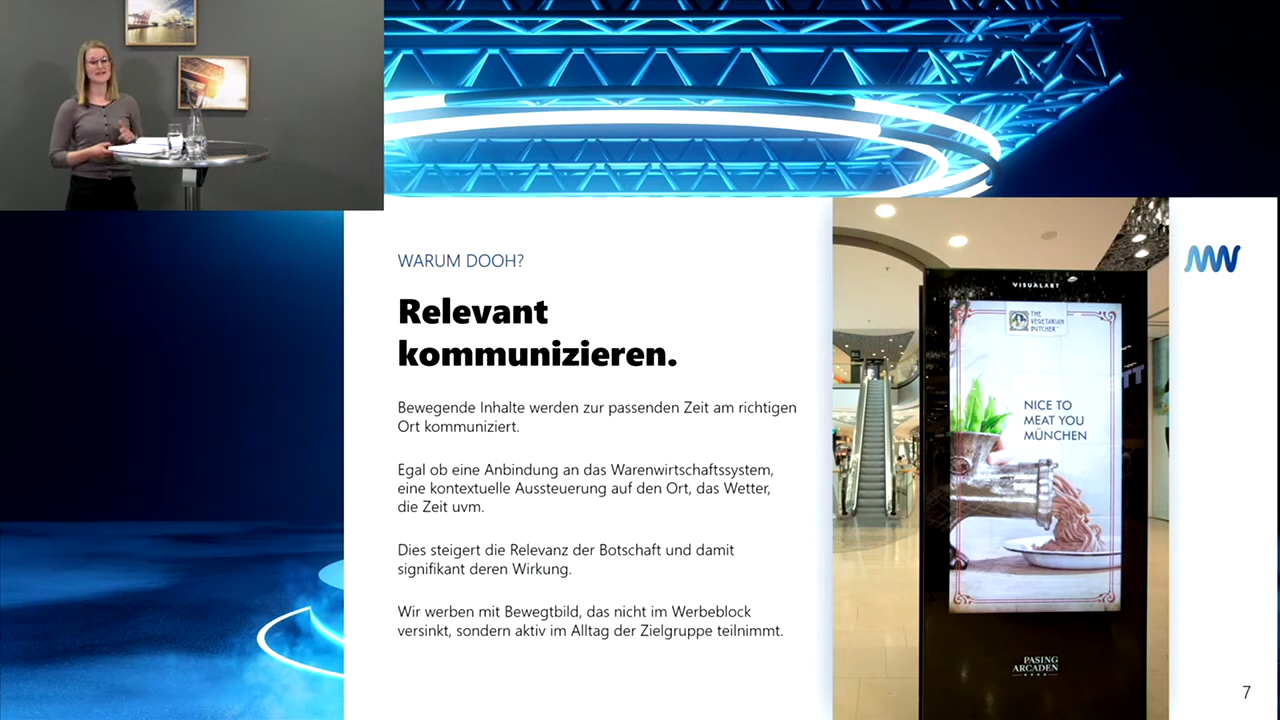 WARUM DOOH?
Relevant
kommunizieren.
Bewegende Inhalte werden zur passenden Zeit am richtigen
Ort kommuniziert.
Egal ob eine Anbindung an das Warenwirtschaftssystem,
eine kontextuelle Aussteuerung auf den Ort, das Wetter,
die Zeit uvm.
Dies steigert die Relevanz der Botschaft und damit
signifikant deren Wirkung.
Wir werben mit Bewegtbild, das nicht im Werbeblock
versinkt, sondern aktiv im Alltag der Zielgruppe teilnimmt.
VISUALART
THE
VEGETARIAN
BUTCHER
NICE TO
MEAT YOU
MÜNCHEN
PASING
ARCADEN
7